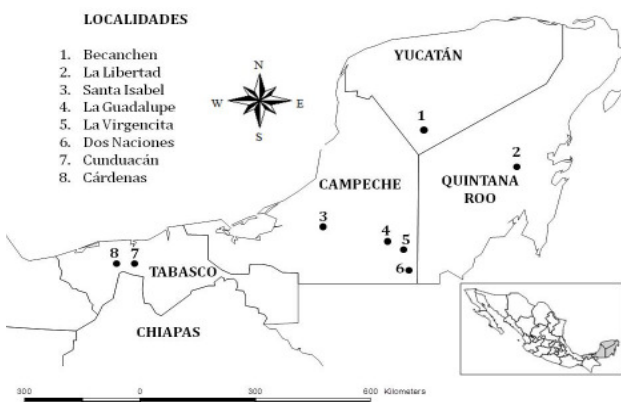 LOCALIDADES
1. Becanchen
2. La Libertad
3. Santa Isabel
4. La Guadalupe
5. La Virgencita
6. Dos Naciones
7. Cunduacán
8. Cárdenas
N
W E
S
YUCATÁN
1
2
CAMPECHE
QUINTANA
ROO
3
4
5
6
8 7
TABASCO
CHIAPAS
300 0 300 600 Kilometers